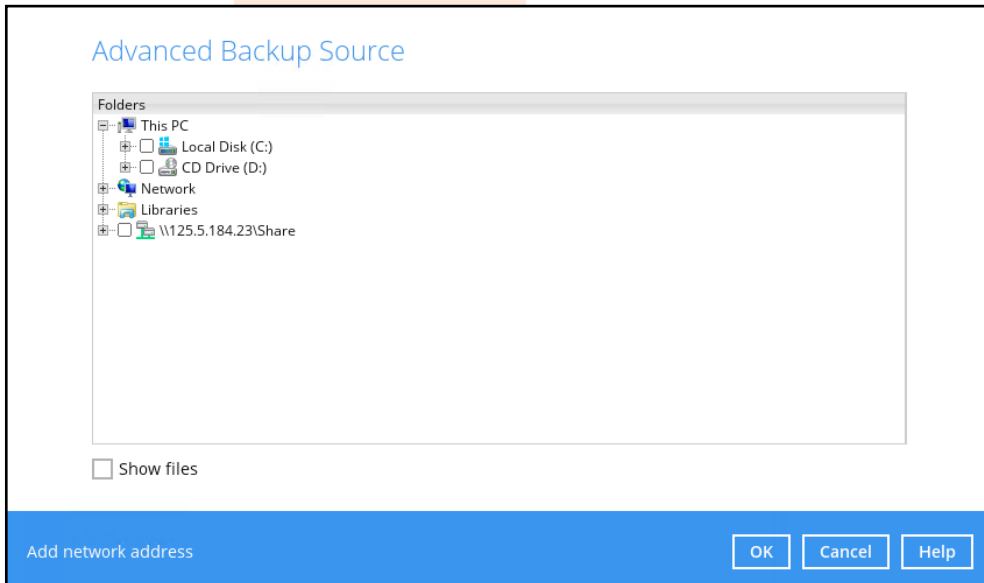 Advanced Backup Source
Folders
This PC
Local Disk (C:)
CD Drive (D:)
Network
Libraries
\\125.5.184.23\Share
Show files
Add network address
OK
Cancel
Help